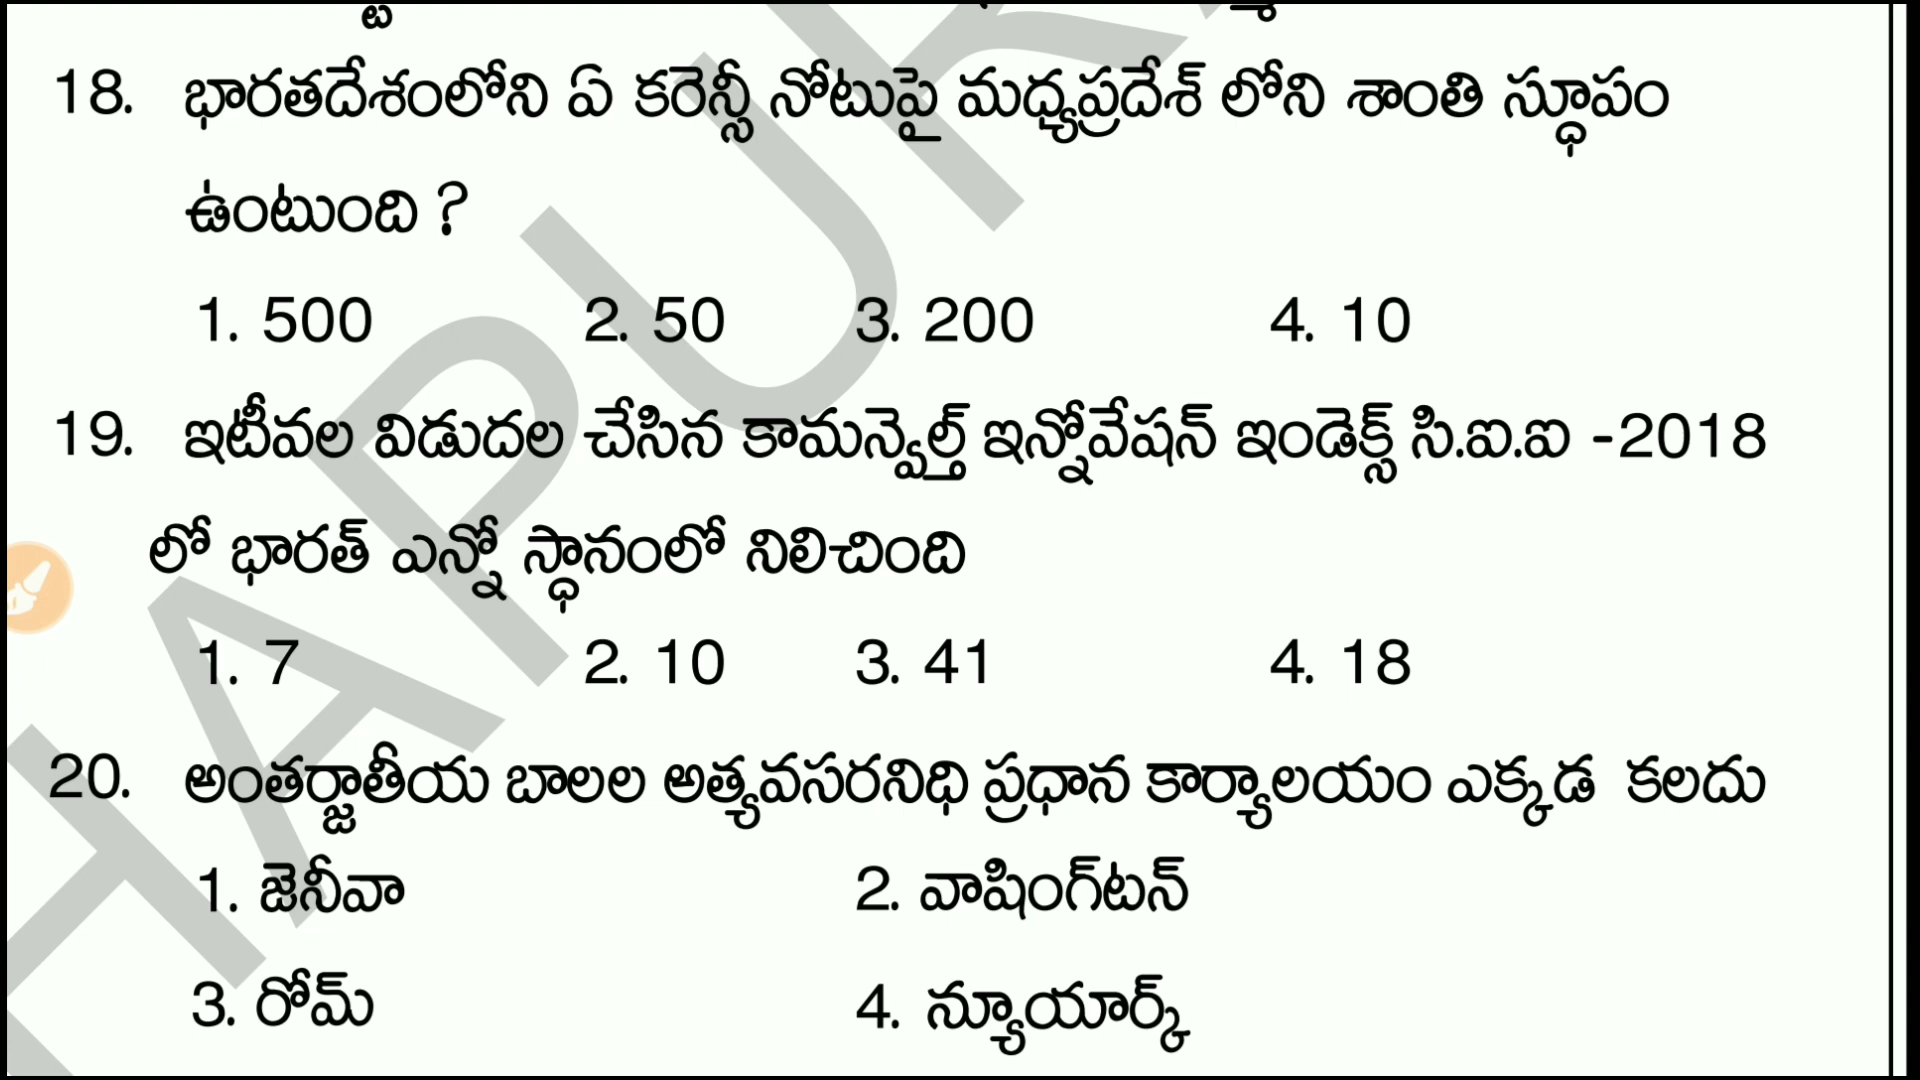 18. భారతదేశంలోని ఏ కరెన్సీ నోటుపై మధ్యప్రదేశ్ లోని శాంతి స్థూపం
ఉంటుంది ?
1. 500 2. 50 3. 200 4. 10
19. ఇటీవల విడుదల చేసిన కామన్వెల్త్ ఇన్నోవేషన్ ఇండెక్స్ సి.ఐ.ఐ -2018
లో భారత్ ఎన్నో స్థానంలో నిలిచింది
1. 7 2. 10 3. 41 4. 18
20. అంతర్జాతీయ బాలల అత్యవసరనిధి ప్రధాన కార్యాలయం ఎక్కడ కలదు
1. జెనీవా 2. వాషింగ్‌టన్
3. రోమ్ 4. న్యూయార్క్